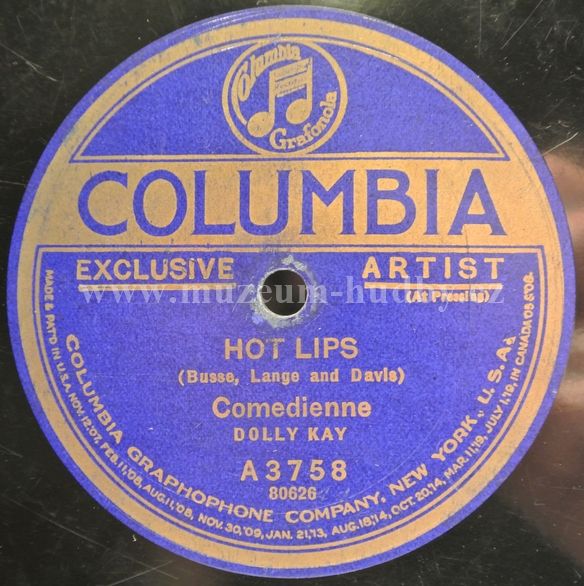 Columbia
Grafonola
COLUMBIA
EXCLUSIVE ARTIST
(At Pressing)
www.muzeum-hudby.cz
HOT LIPS
(Busse, Lange and Davis)
Comedienne
DOLLY KAY
A3758
80626
COLUMBIA GRAPHOPHONE COMPANY, NEW YORK, U.S.A.
MADE & PAT'D IN U.S.A. NOV.12,'07, FEB.11,'08, AUG.11,'08, NOV.30,'09, JAN. 21,'13, AUG.18,'14, OCT.20,'14, MAR.11,'19, JULY 1,'19, IN CANADA '05 & '06.